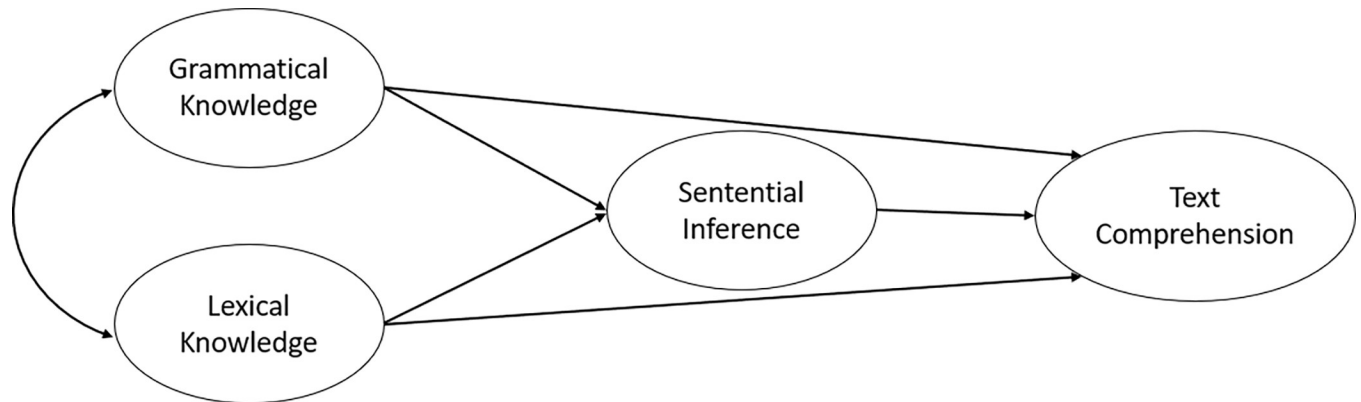 Grammatical
Knowledge
Sentential
Inference
Text
Comprehension
Lexical
Knowledge